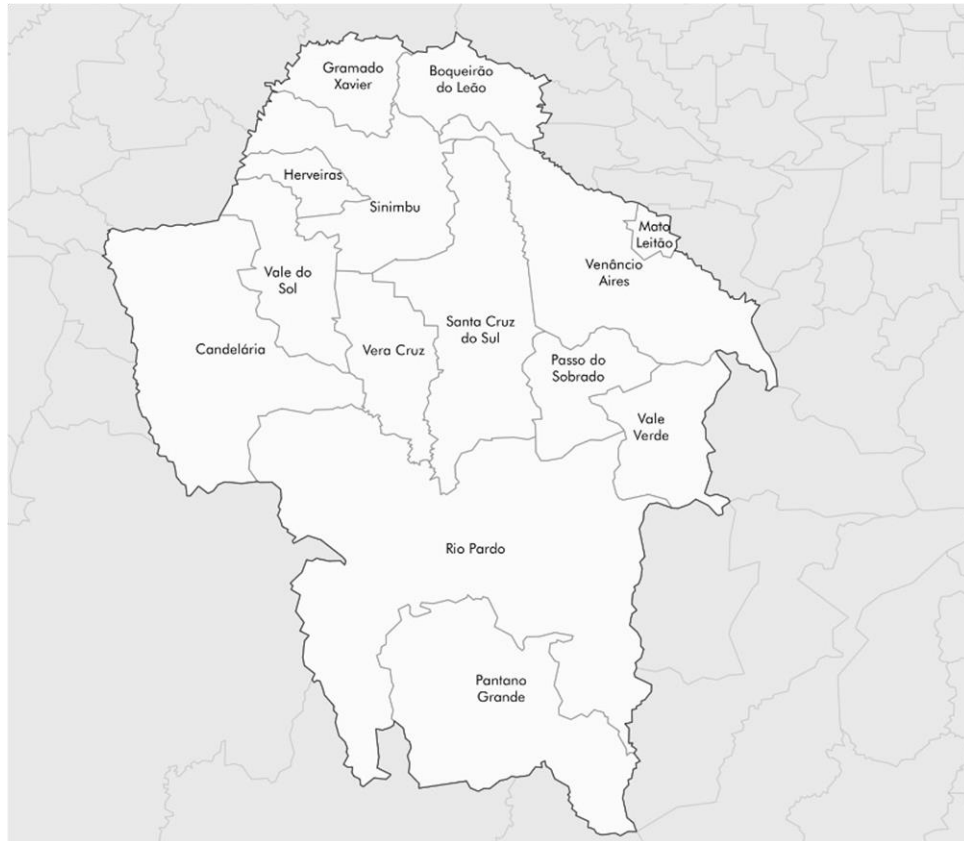 Gramado
Xavier
Boqueirão
do Leão
Herveiras
Sinimbu
Mato
Leitão
Venâncio
Aires
Vale do
Sol
Santa Cruz
do Sul
Candelária
Vera Cruz
Passo do
Sobrado
Vale
Verde
Rio Pardo
Pantano
Grande